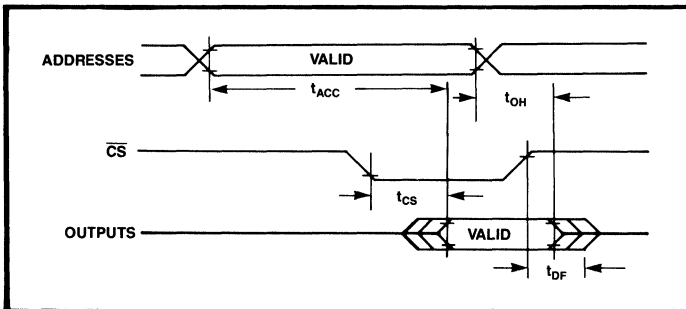 ADDRESSES
VALID
tACC
tOH
CS
tCS
OUTPUTS
VALID
tDF